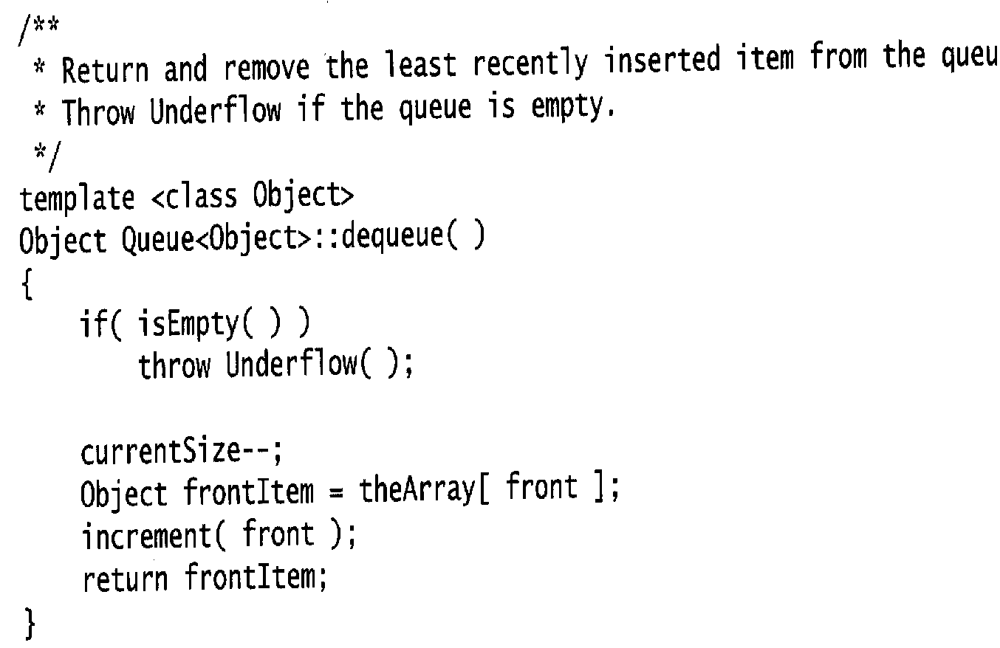 /**
 * Return and remove the least recently inserted item from the queu
 * Throw Underflow if the queue is empty.
 */
template <class Object>
Object Queue<Object>::dequeue( )
{
    if( isEmpty( ) )
        throw Underflow( );

    currentSize--;
    Object frontItem = theArray[ front ];
    increment( front );
    return frontItem;
}